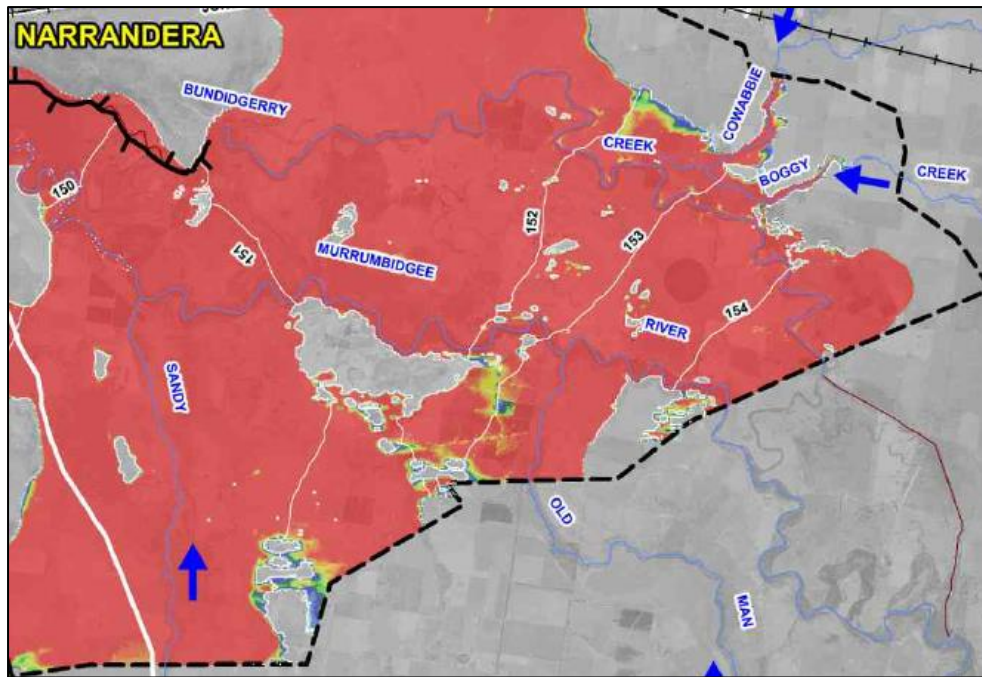 NARRANDERA
BUNDIDGERRY
COWABBIE
CREEK
BOGGY
CREEK
150
152
153
151
MURRUMBIDGEE
154
RIVER
SANDY
OLD
MAN